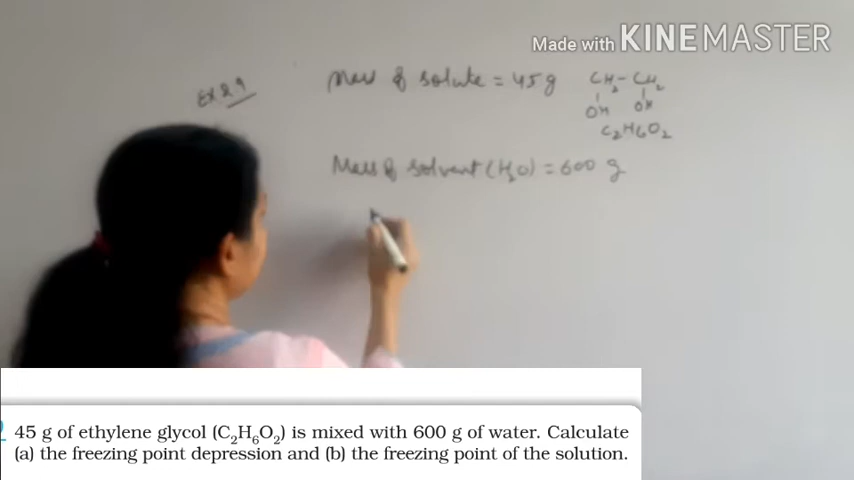 Made with KINEMASTER
Ex 2.9
Mass of solute = 45 g
CH2 - CH2
OH OH
C2H6O2
Mass of solvent (H2O) = 600 g
45 g of ethylene glycol (C2H6O2) is mixed with 600 g of water. Calculate
(a) the freezing point depression and (b) the freezing point of the solution.